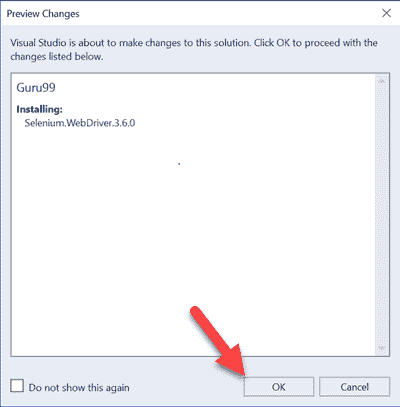 Preview Changes
Visual Studio is about to make changes to this solution. Click OK to proceed with the
changes listed below.
Guru99
Installing:
Selenium.WebDriver.3.6.0
Do not show this again
OK
Cancel